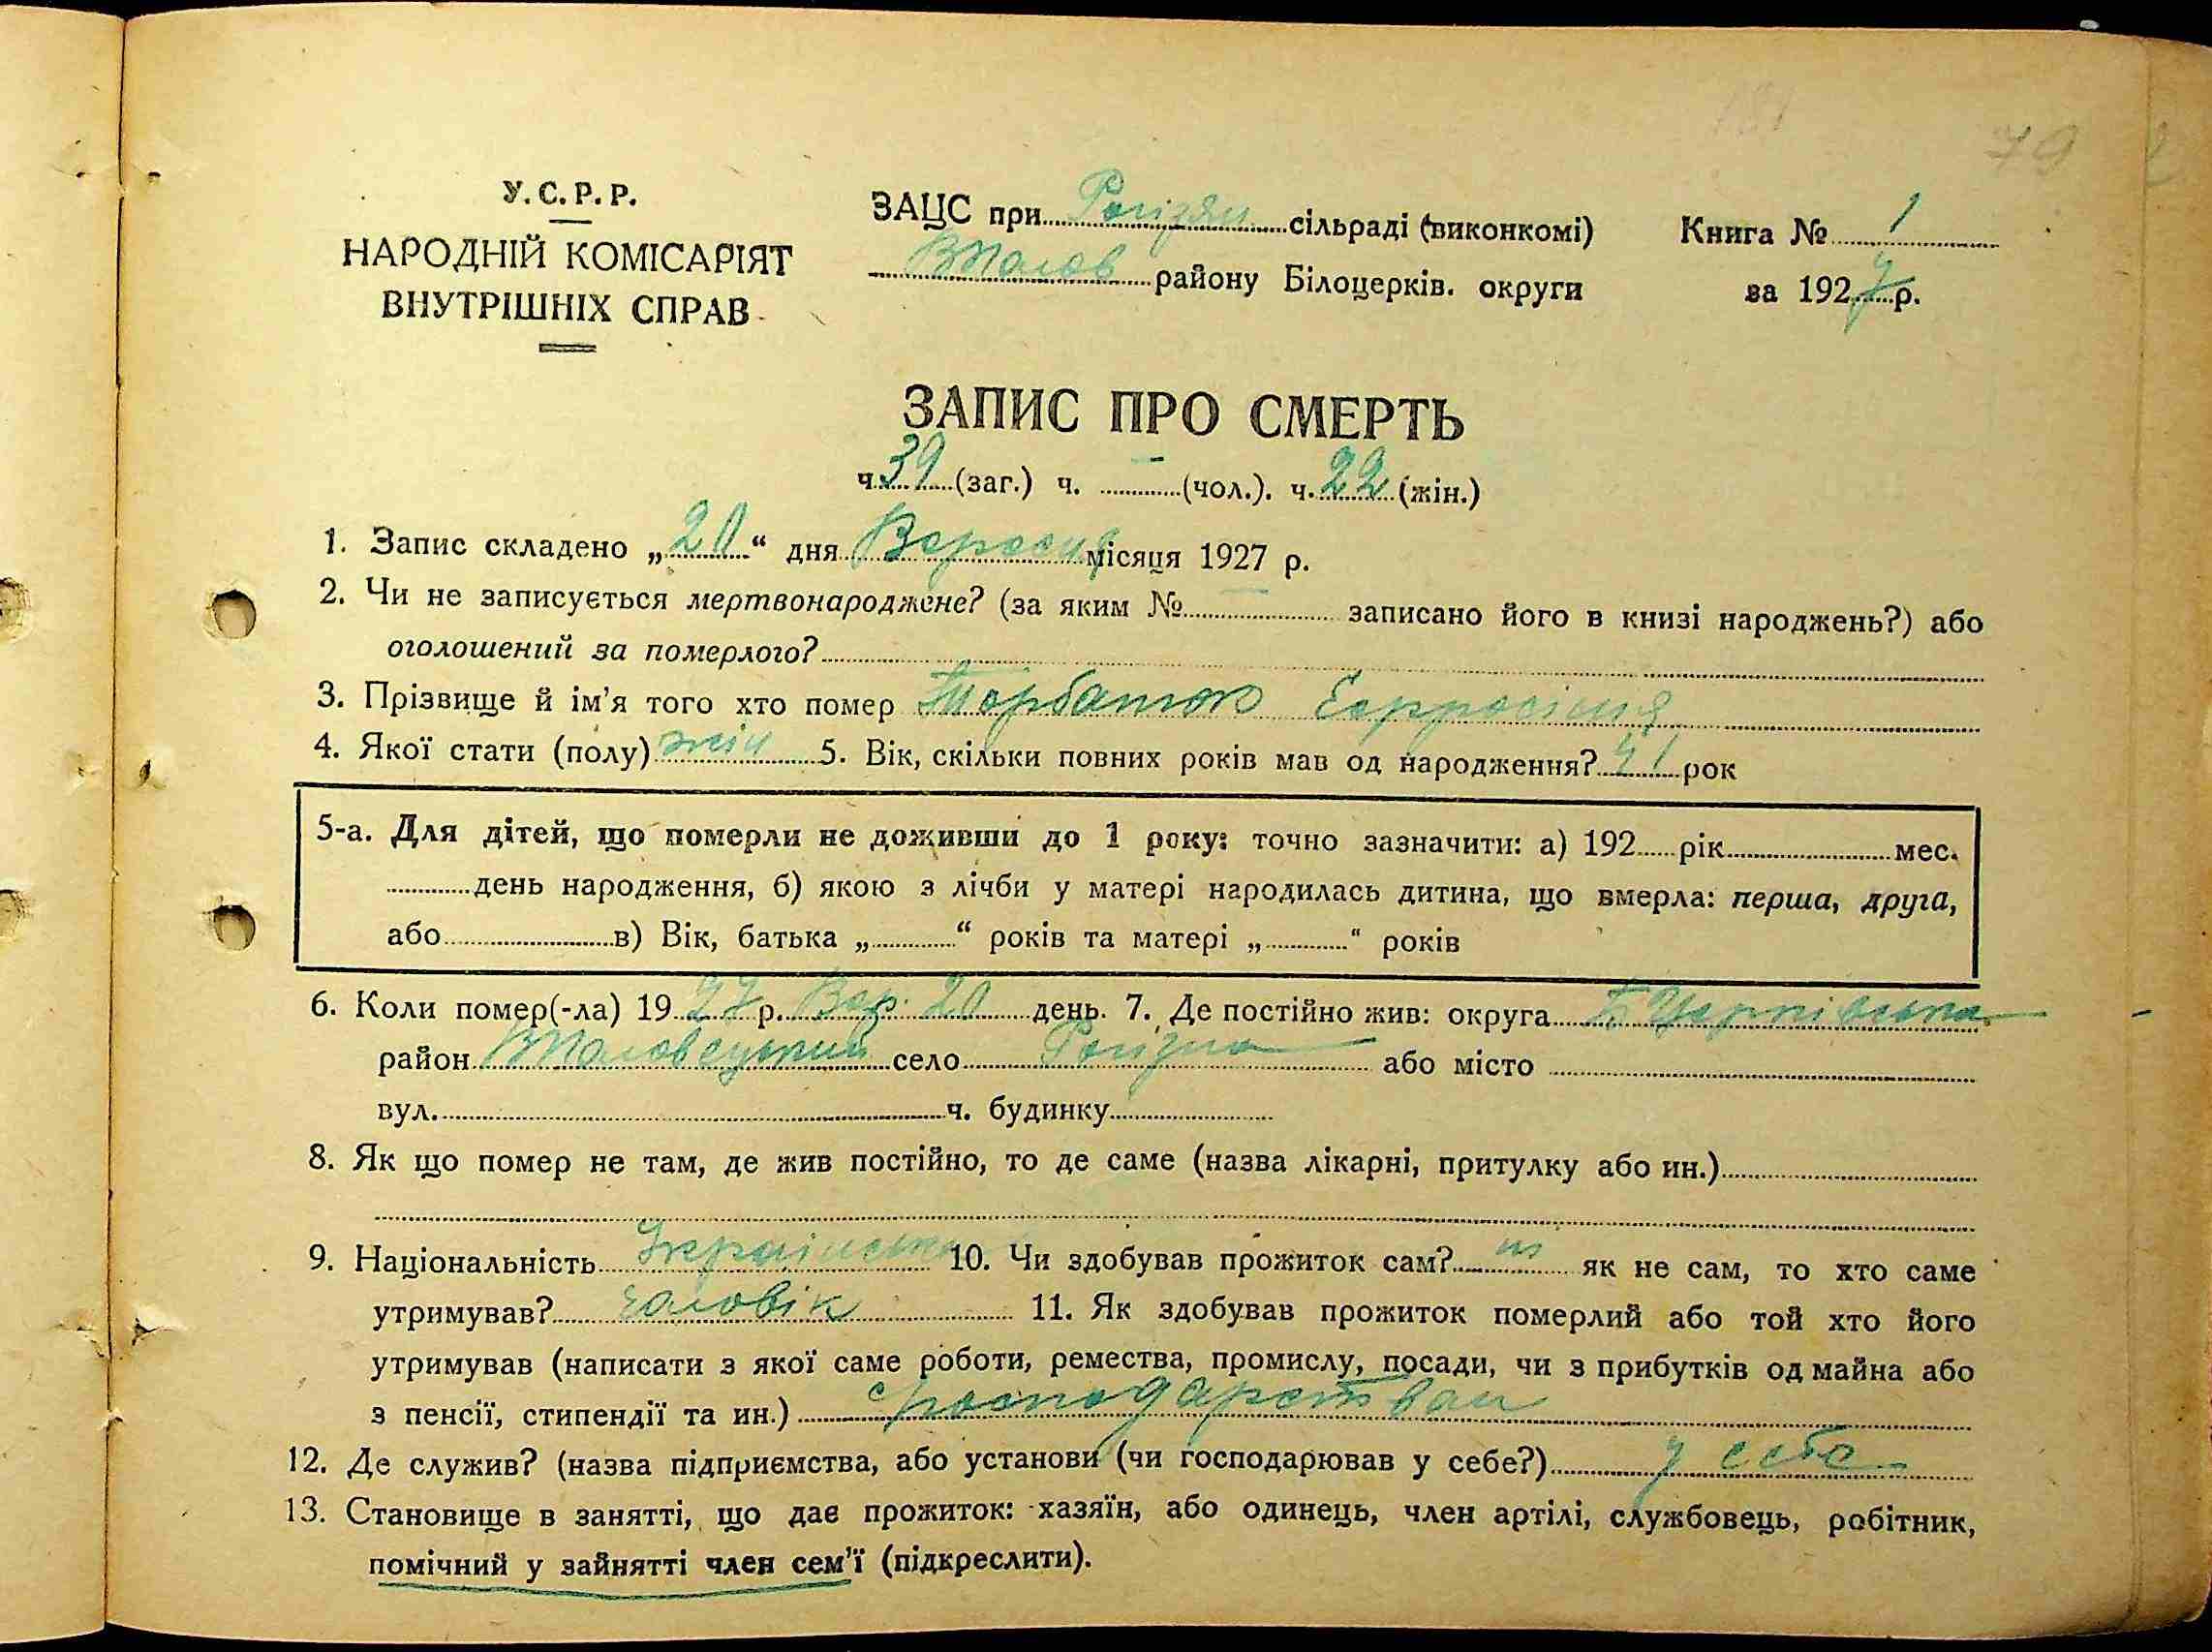 181
79
У. С. Р. Р.
НАРОДНІЙ КОМІСАРІЯТ
ВНУТРІШНІХ СПРАВ
ЗАЦС при Рогізян сільраді (виконкомі)
Книга № 1
ВПолов району Білоцерків. округи
за 1927 р.
ЗАПИС ПРО СМЕРТЬ
ч. 39 (заг.) ч. — (чол.). ч. 22 (жін.)
1. Запис складено „20“ дня Вересня місяця 1927 р.
2. Чи не записується мертвонароджене? (за яким № — записано його в книзі народжень?) або
оголошений за померлого?
3. Прізвище й ім'я того хто помер
4. Якої стати (полу) жін 5. Вік, скільки повних років мав од народження? 41 рок
5-а. Для дітей, що померли не доживши до 1 року: точно зазначити: а) 192 рік мес.
день народження, б) якою з лічби у матері народилась дитина, що вмерла: перша, друга,
або в) Вік, батька „ “ років та матері „ “ років
6. Коли помер(-ла) 1927 р. Вер. 20 день. 7. Де постійно жив: округа Б Церківська
район село Рогізна або місто
вул. ч. будинку
8. Як що помер не там, де жив постійно, то де саме (назва лікарні, притулку або ин.)
9. Національність Українська 10. Чи здобував прожиток сам? ні як не сам, то хто саме
утримував? чоловік 11. Як здобував прожиток померлий або той хто його
утримував (написати з якої саме роботи, ремества, промислу, посади, чи з прибутків од майна або
з пенсії, стипендії та ин.)
12. Де служив? (назва підприємства, або установи (чи господарював у себе?) у себе
13. Становище в занятті, що дає прожиток: хазяїн, або одинець, член артілі, службовець, робітник,
помічний у зайнятті член сем'ї (підкреслити).